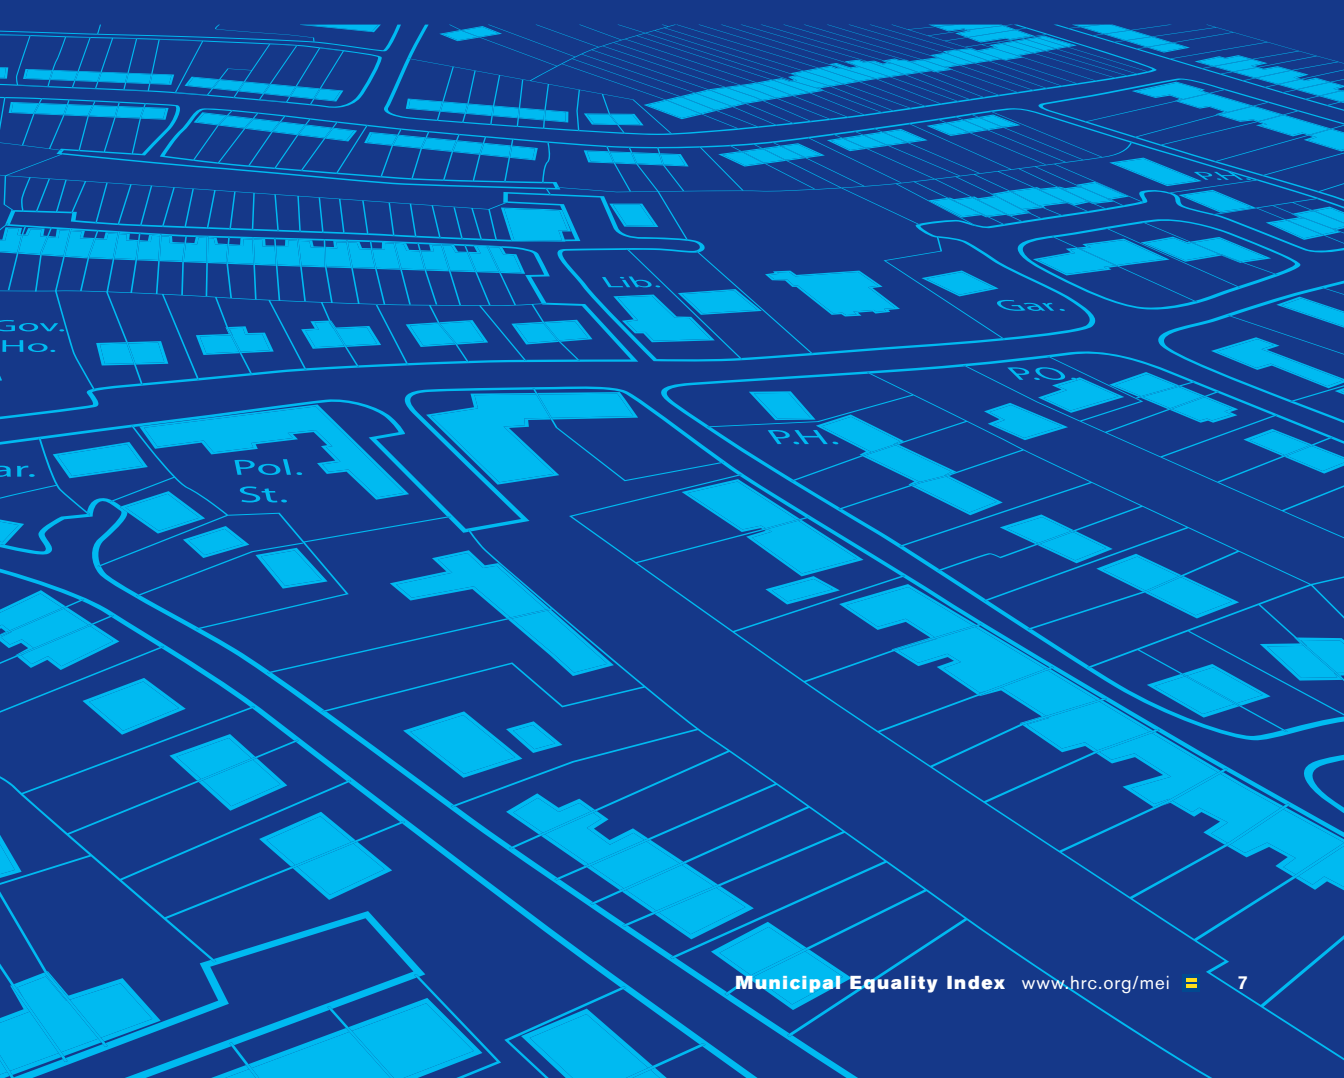 P.H.
Lib.
Gar.
Gov.
Ho.
P.O.
P.H.
ar.
Pol.
St.
Municipal Equality Index www.hrc.org/mei 7